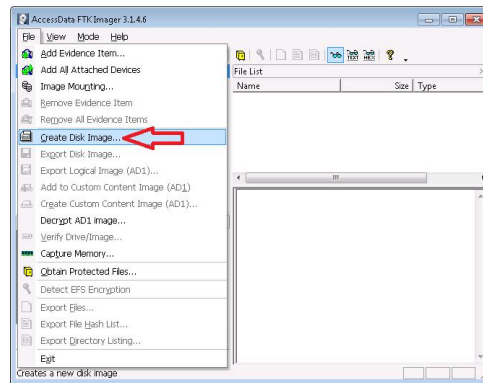 AccessData FTK Imager 3.1.4.6
File View Mode Help
Add Evidence Item...
Add All Attached Devices
Image Mounting...
Remove Evidence Item
Remove All Evidence Items
Create Disk Image...
Export Disk Image...
Export Logical Image (AD1)...
Add to Custom Content Image (AD1)
Create Custom Content Image (AD1)...
Decrypt AD1 image...
Verify Drive/Image...
Capture Memory...
Obtain Protected Files...
Detect EFS Encryption
Export Files...
Export File Hash List...
Export Directory Listing...
Exit
TEXT HEX
File List
Name Size Type
Creates a new disk image